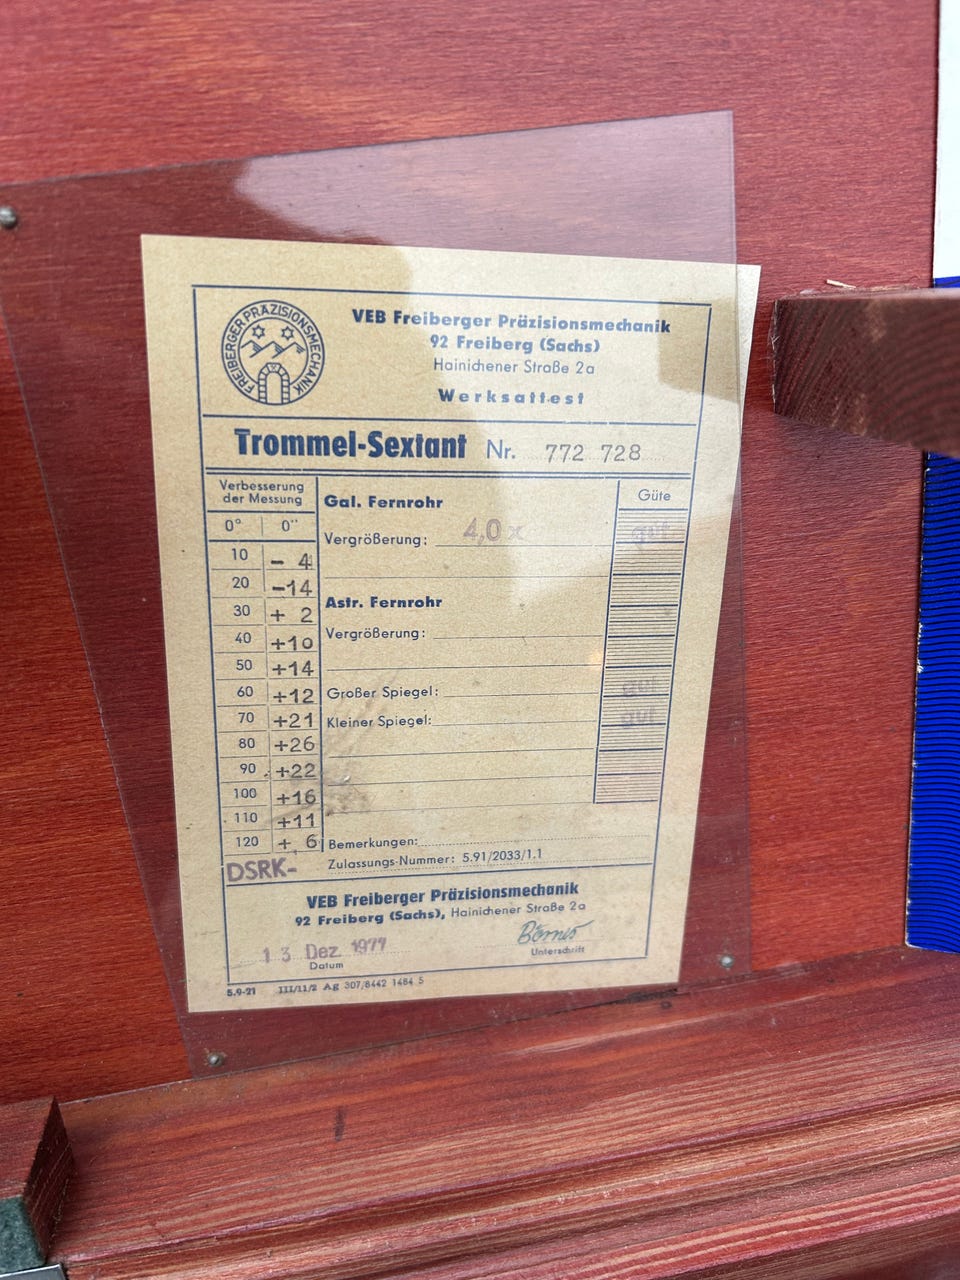 FREIBERGER PRÄZISIONSMECHANIK
VEB Freiberger Präzisionsmechanik
92 Freiberg (Sachs)
Hainichener Straße 2a
Werksattest
Trommel-Sextant Nr. 772 728
Verbesserung
der Messung
0° 0''
10 - 4
20 -14
30 + 2
40 +10
50 +14
60 +12
70 +21
80 +26
90 +22
100 +16
110 +11
120 + 6
DSRK-
Gal. Fernrohr
Vergrößerung: 4,0x
Astr. Fernrohr
Vergrößerung:
Großer Spiegel:
Kleiner Spiegel:
Güte
gut
gut
gut
Bemerkungen:
Zulassungs-Nummer: 5.91/2033/1.1
VEB Freiberger Präzisionsmechanik
92 Freiberg (Sachs), Hainichener Straße 2a
13 Dez. 1977
Datum
Unterschrift
5.9-21 III/11/2 Ag 307/8442 1484 5